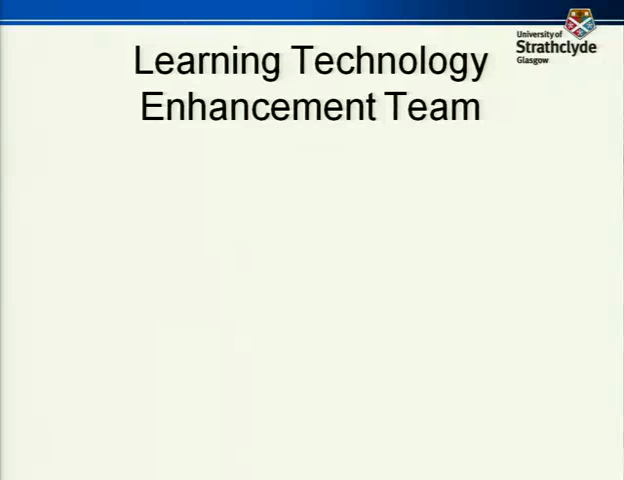 Learning Technology
Enhancement Team
University of
Strathclyde
Glasgow